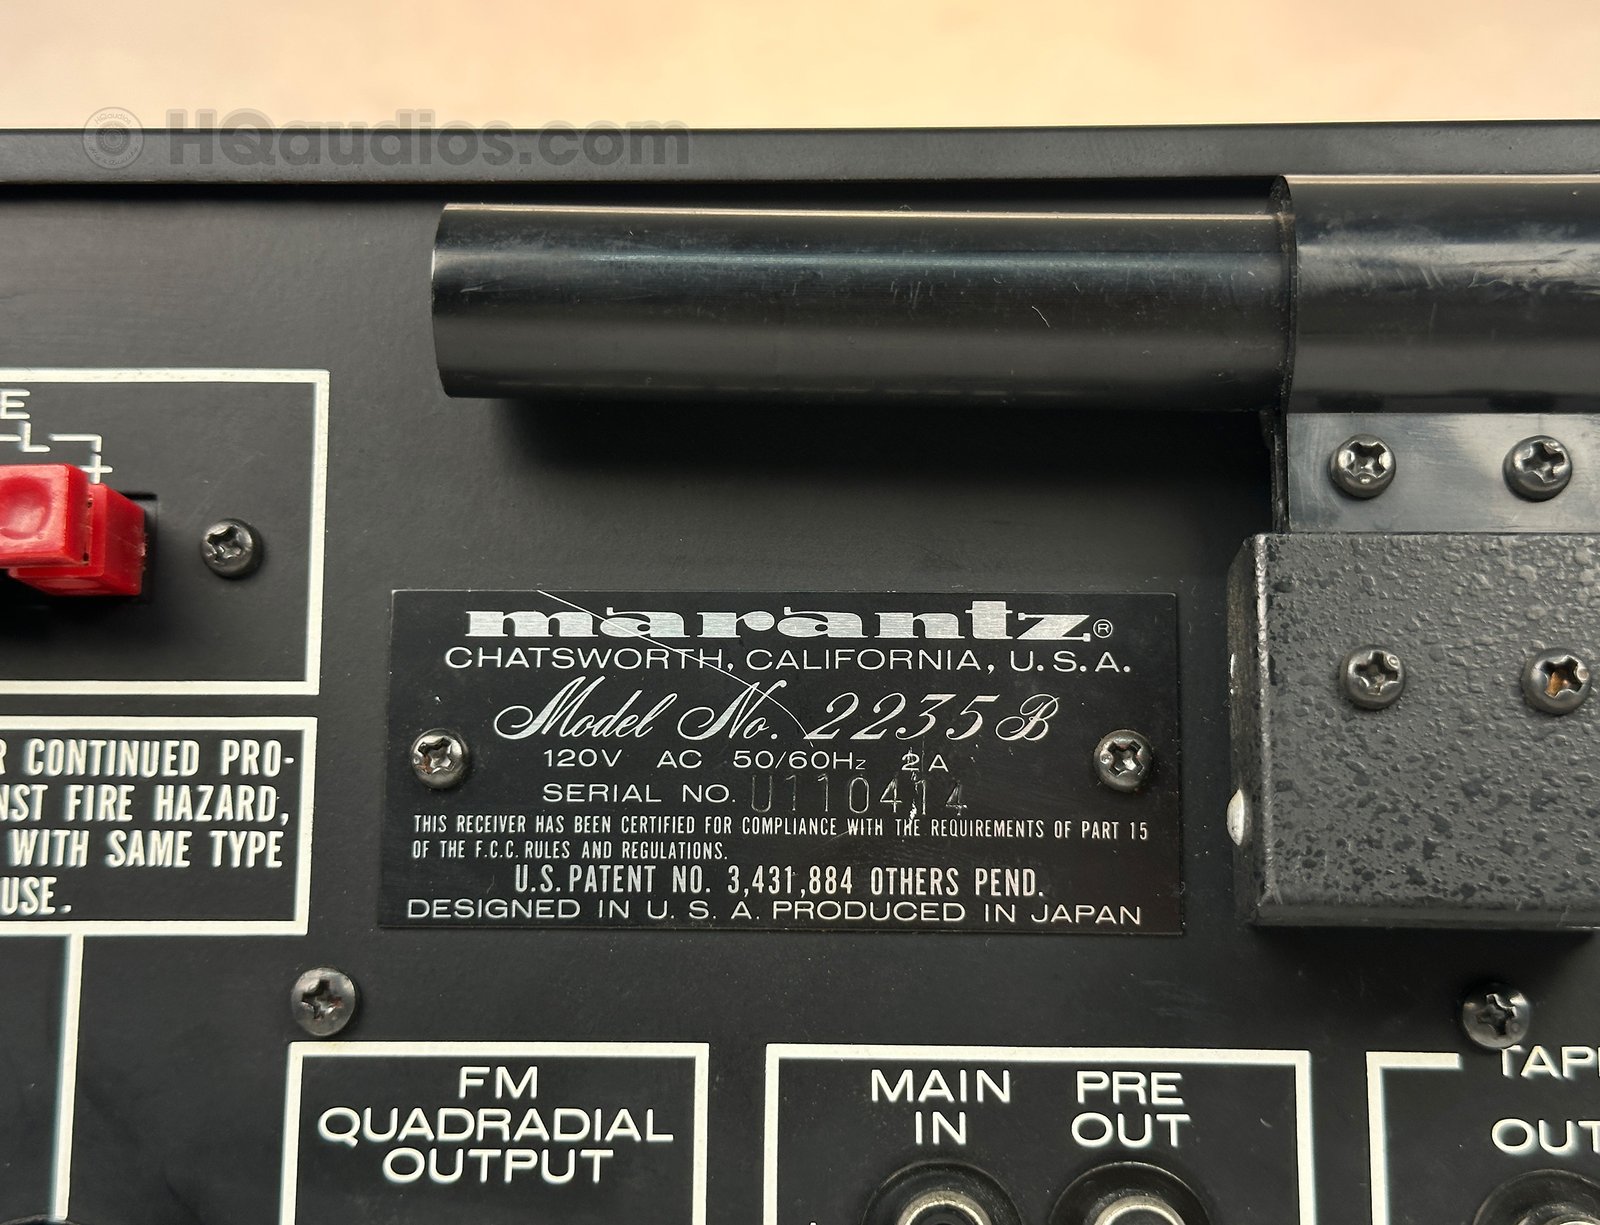 HQaudios.com
E
L
+
R CONTINUED PRO-
NST FIRE HAZARD,
WITH SAME TYPE
USE.
marantz®
CHATSWORTH, CALIFORNIA, U.S.A.
Model No. 2235B
120V AC 50/60Hz 2A
SERIAL NO. U110414
THIS RECEIVER HAS BEEN CERTIFIED FOR COMPLIANCE WITH THE REQUIREMENTS OF PART 15
OF THE F.C.C. RULES AND REGULATIONS.
U.S. PATENT NO. 3,431,884 OTHERS PEND.
DESIGNED IN U.S.A. PRODUCED IN JAPAN
FM
QUADRADIAL
OUTPUT
MAIN
IN
PRE
OUT
TAP
OUT